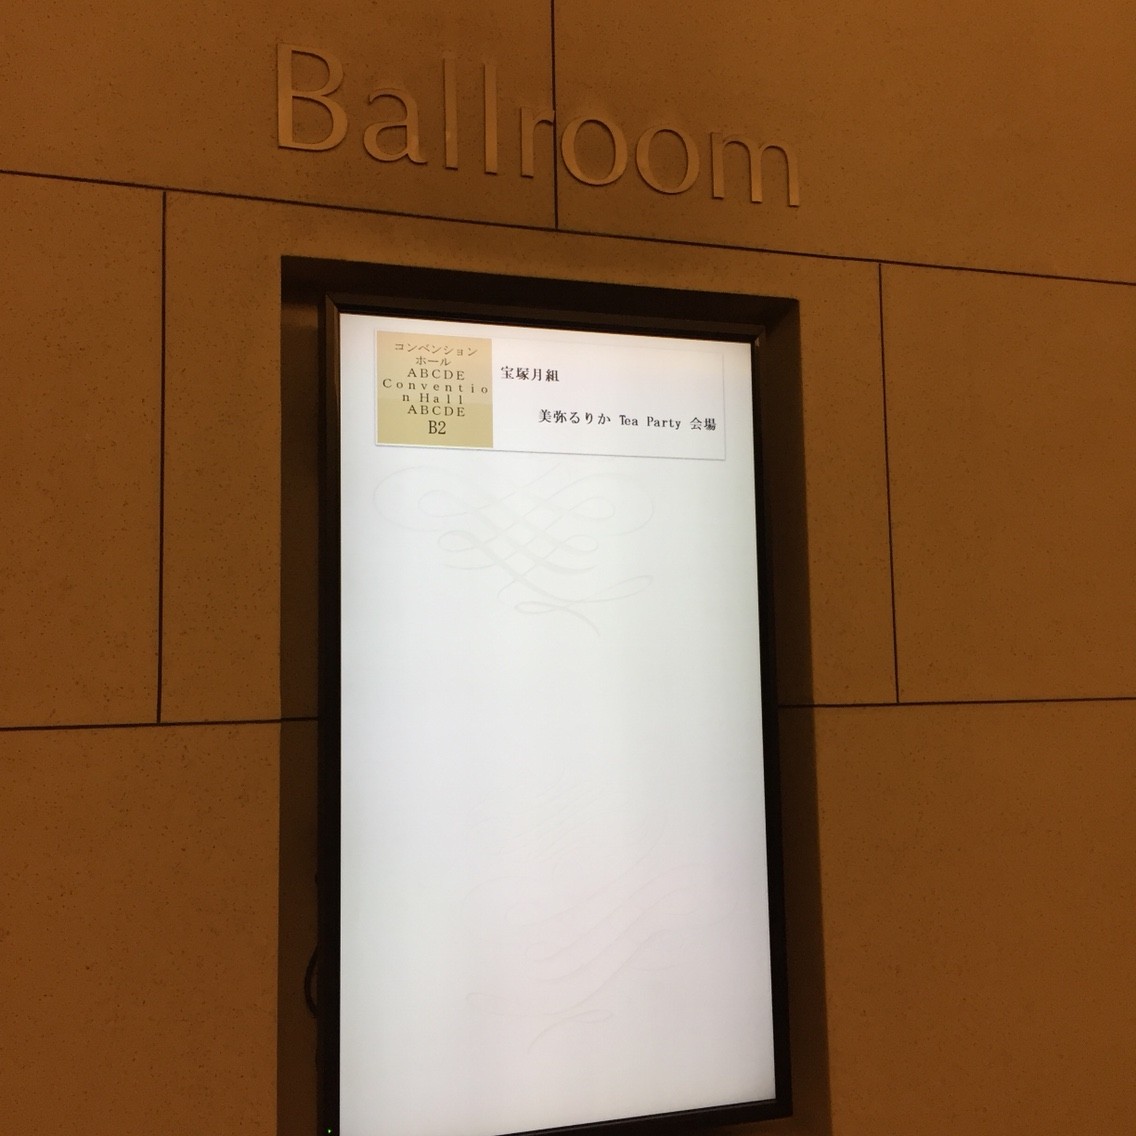 Ballroom
コンベンション
ホール
ABCDE
Conventio
n Hall
ABCDE
B2
宝塚月組
美弥るりか Tea Party 会場